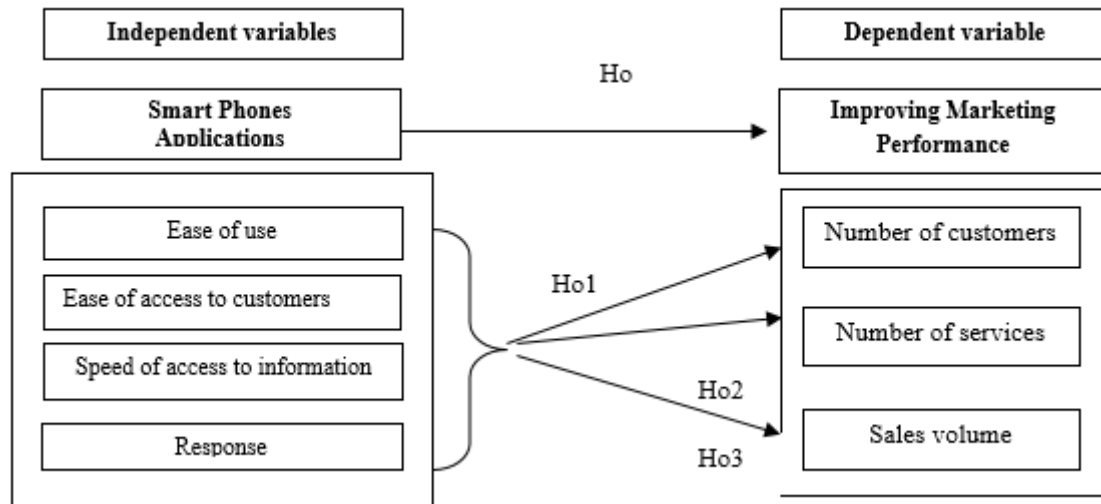 Independent variables
Dependent variable
Ho
Smart Phones
Applications
Improving Marketing
Performance
Ease of use
Ease of access to customers
Speed of access to information
Response
Ho1
Ho2
Ho3
Number of customers
Number of services
Sales volume